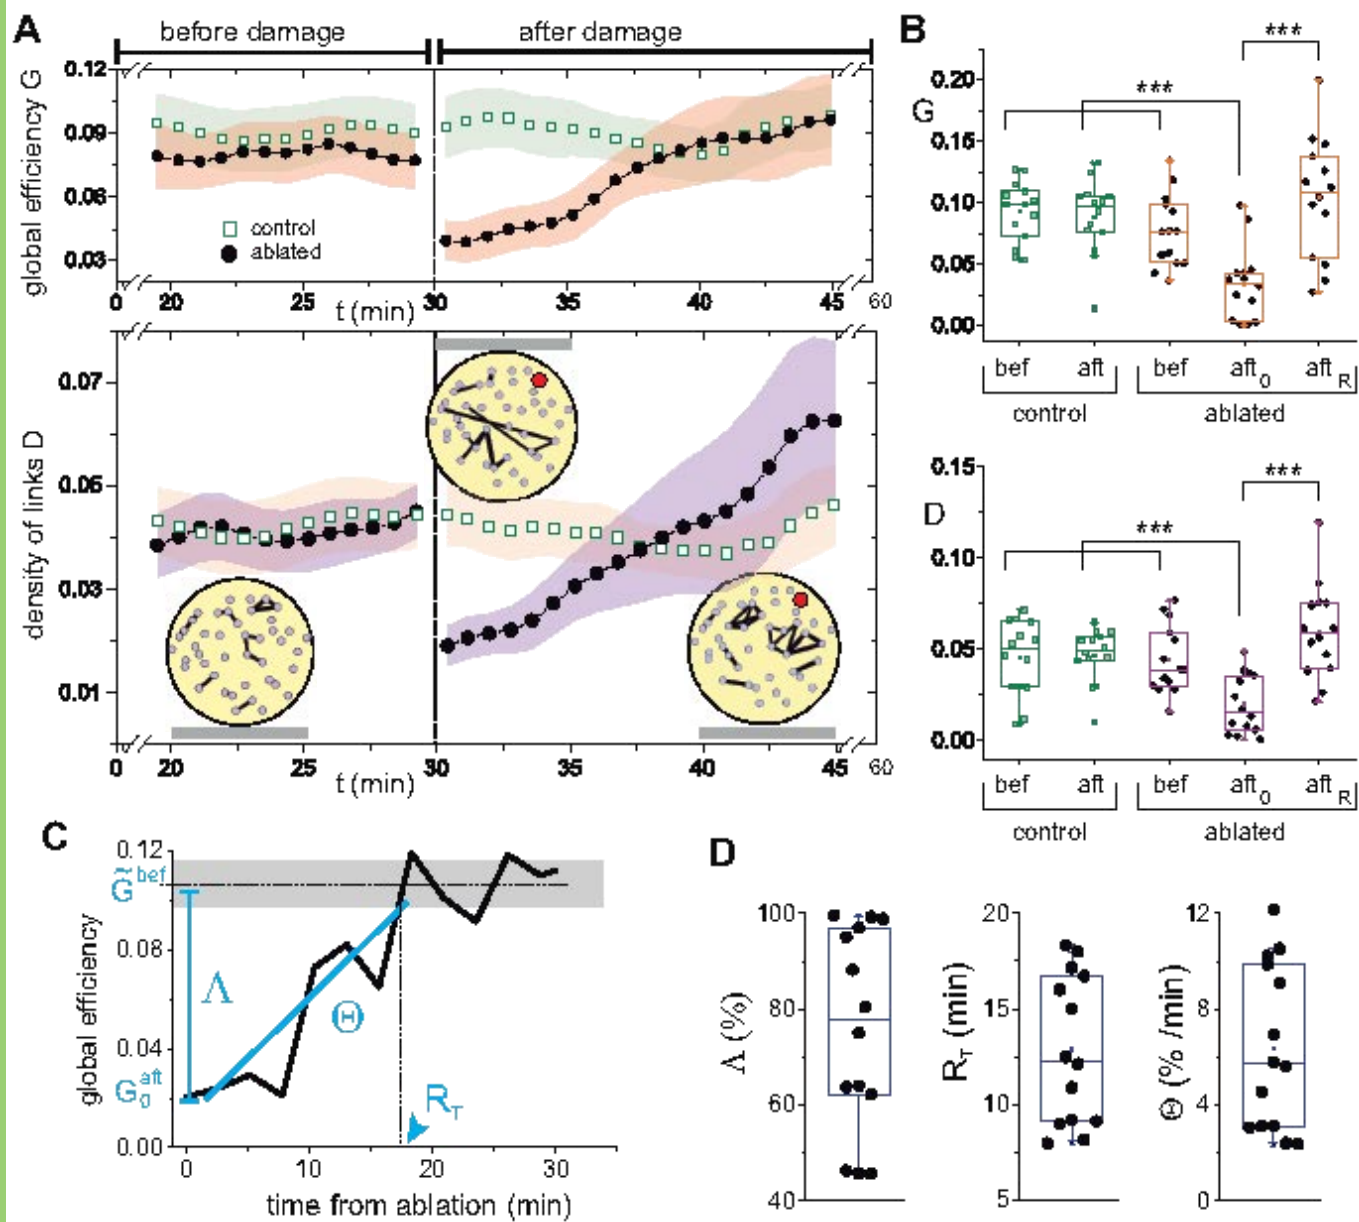 A
before damage
after damage
global efficiency G
0.12
0.09
0.06
0.03
control
ablated
0
20
25
30
35
40
45
60
t (min)
density of links D
0.07
0.05
0.03
0.01
0
20
25
30
35
40
45
60
t (min)
B
***
***
G
0.20
0.15
0.10
0.05
0.00
bef
aft
bef
aft0
aftR
control
ablated
***
***
D
0.15
0.10
0.05
0.00
bef
aft
bef
aft0
aftR
control
ablated
C
global efficiency
0.12
G̃bef
0.08
0.04
G0aft
0.00
Λ
Θ
RT
0
10
20
30
time from ablation (min)
D
Λ (%)
100
80
60
40
RT (min)
20
15
10
5
Θ (% /min)
12
8
4
0